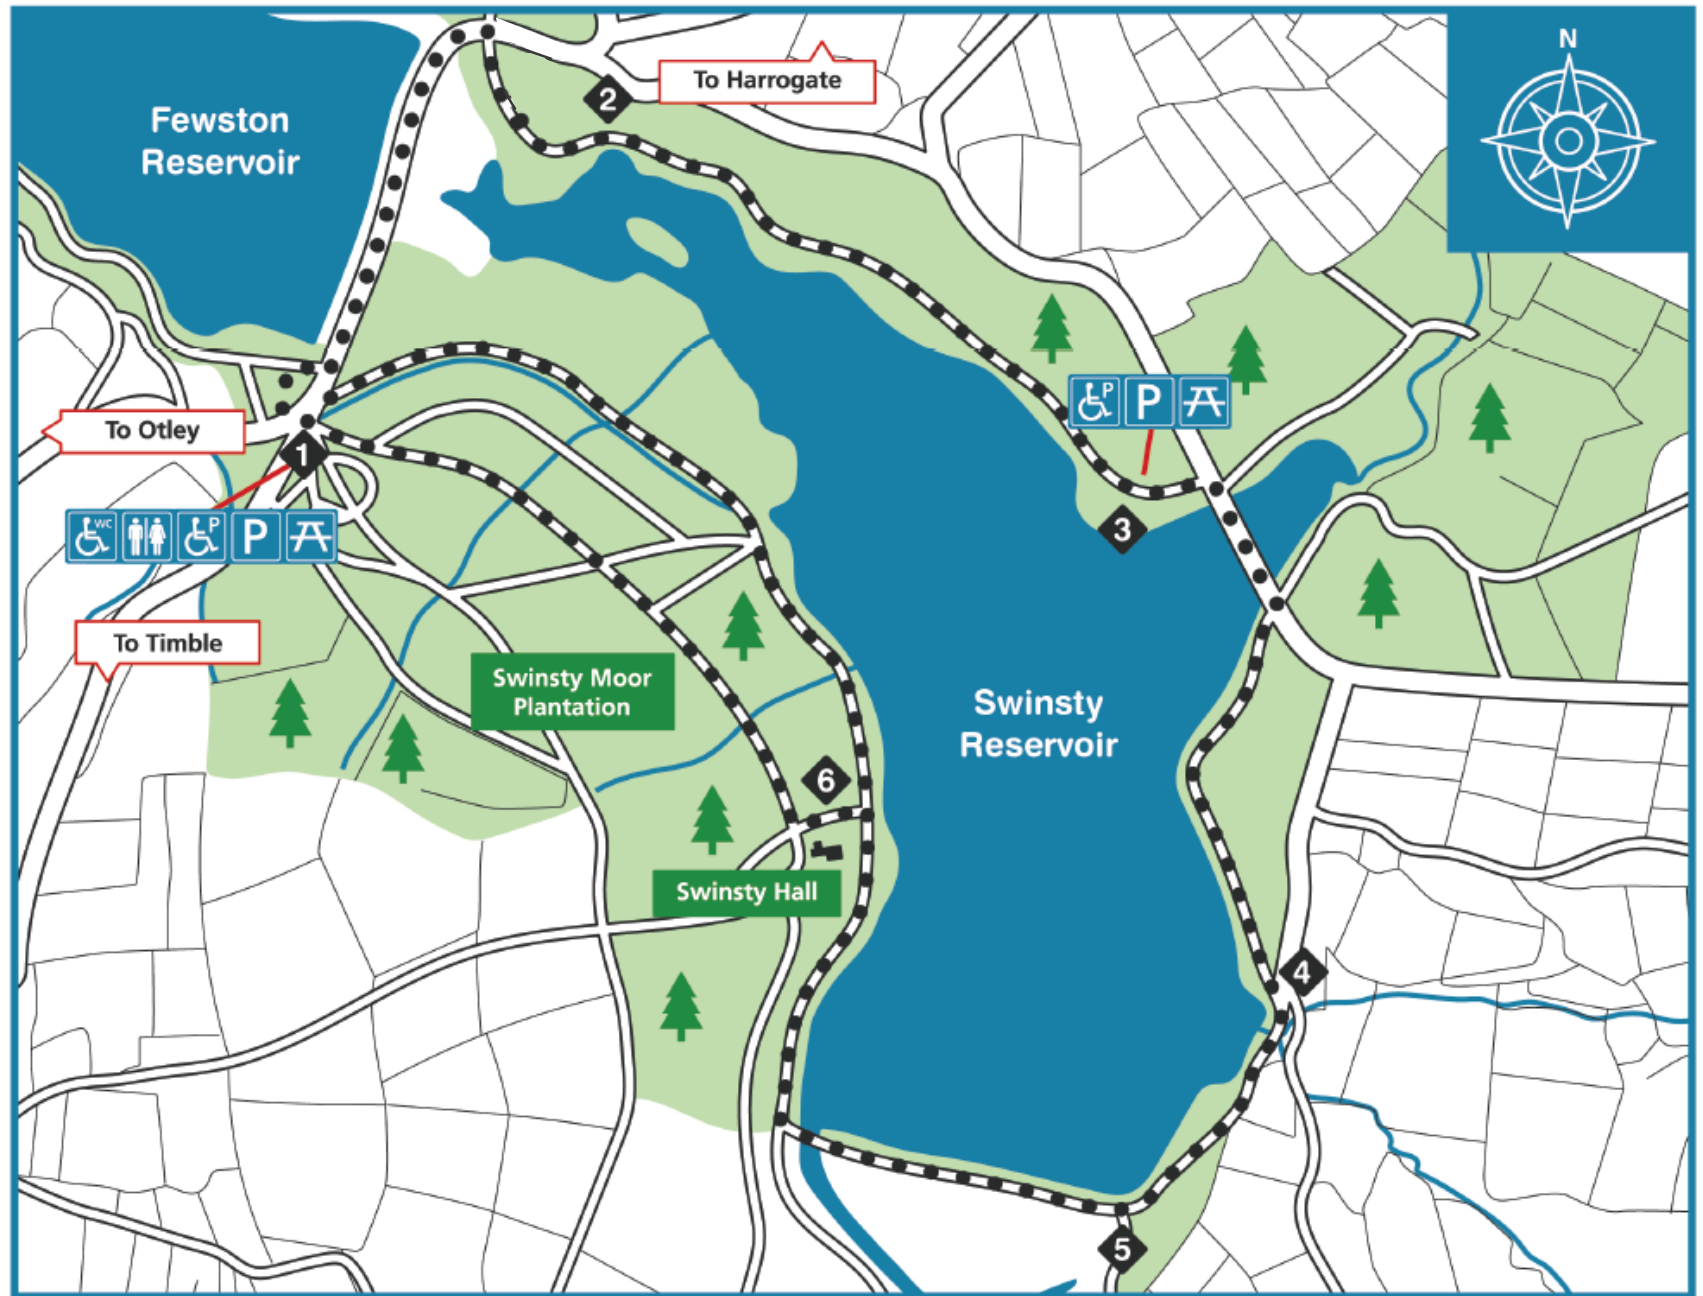 N
Fewston
Reservoir
2
To Harrogate
P
P
To Otley
1
3
WC
P
P
To Timble
Swinsty Moor
Plantation
Swinsty
Reservoir
6
Swinsty Hall
4
5